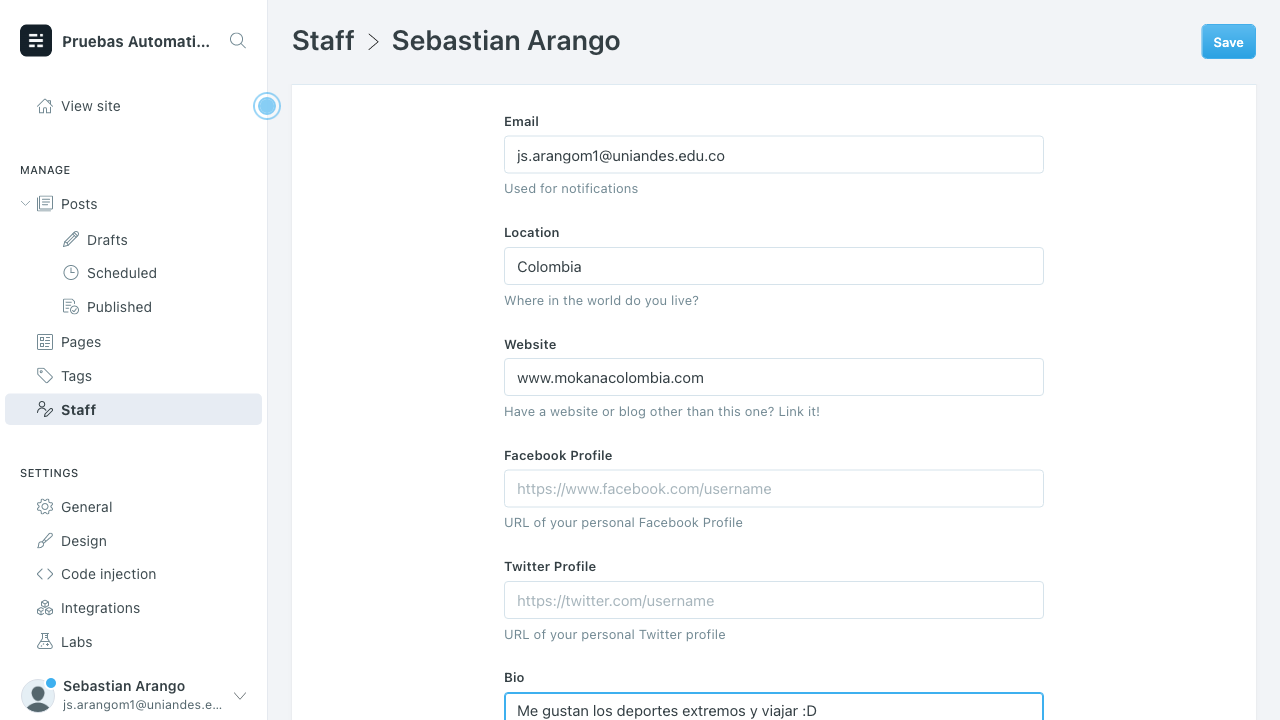 Pruebas Automati...
View site
MANAGE
Posts
Drafts
Scheduled
Published
Pages
Tags
Staff
SETTINGS
General
Design
Code injection
Integrations
Labs
Sebastian Arango
js.arangom1@uniandes.e...
Staff > Sebastian Arango
Save
Email
js.arangom1@uniandes.edu.co
Used for notifications
Location
Colombia
Where in the world do you live?
Website
www.mokanacolombia.com
Have a website or blog other than this one? Link it!
Facebook Profile
https://www.facebook.com/username
URL of your personal Facebook Profile
Twitter Profile
https://twitter.com/username
URL of your personal Twitter profile
Bio
Me gustan los deportes extremos y viajar :D